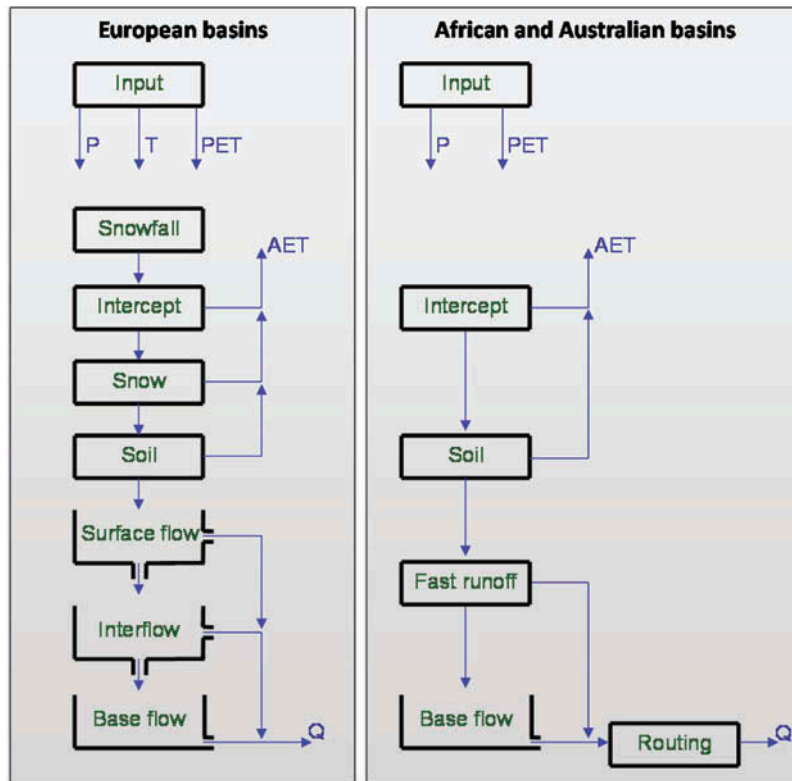 European basins
Input
P T PET
Snowfall
AET
Intercept
Snow
Soil
Surface flow
Interflow
Base flow
Q
African and Australian basins
Input
P PET
AET
Intercept
Soil
Fast runoff
Base flow
Routing
Q